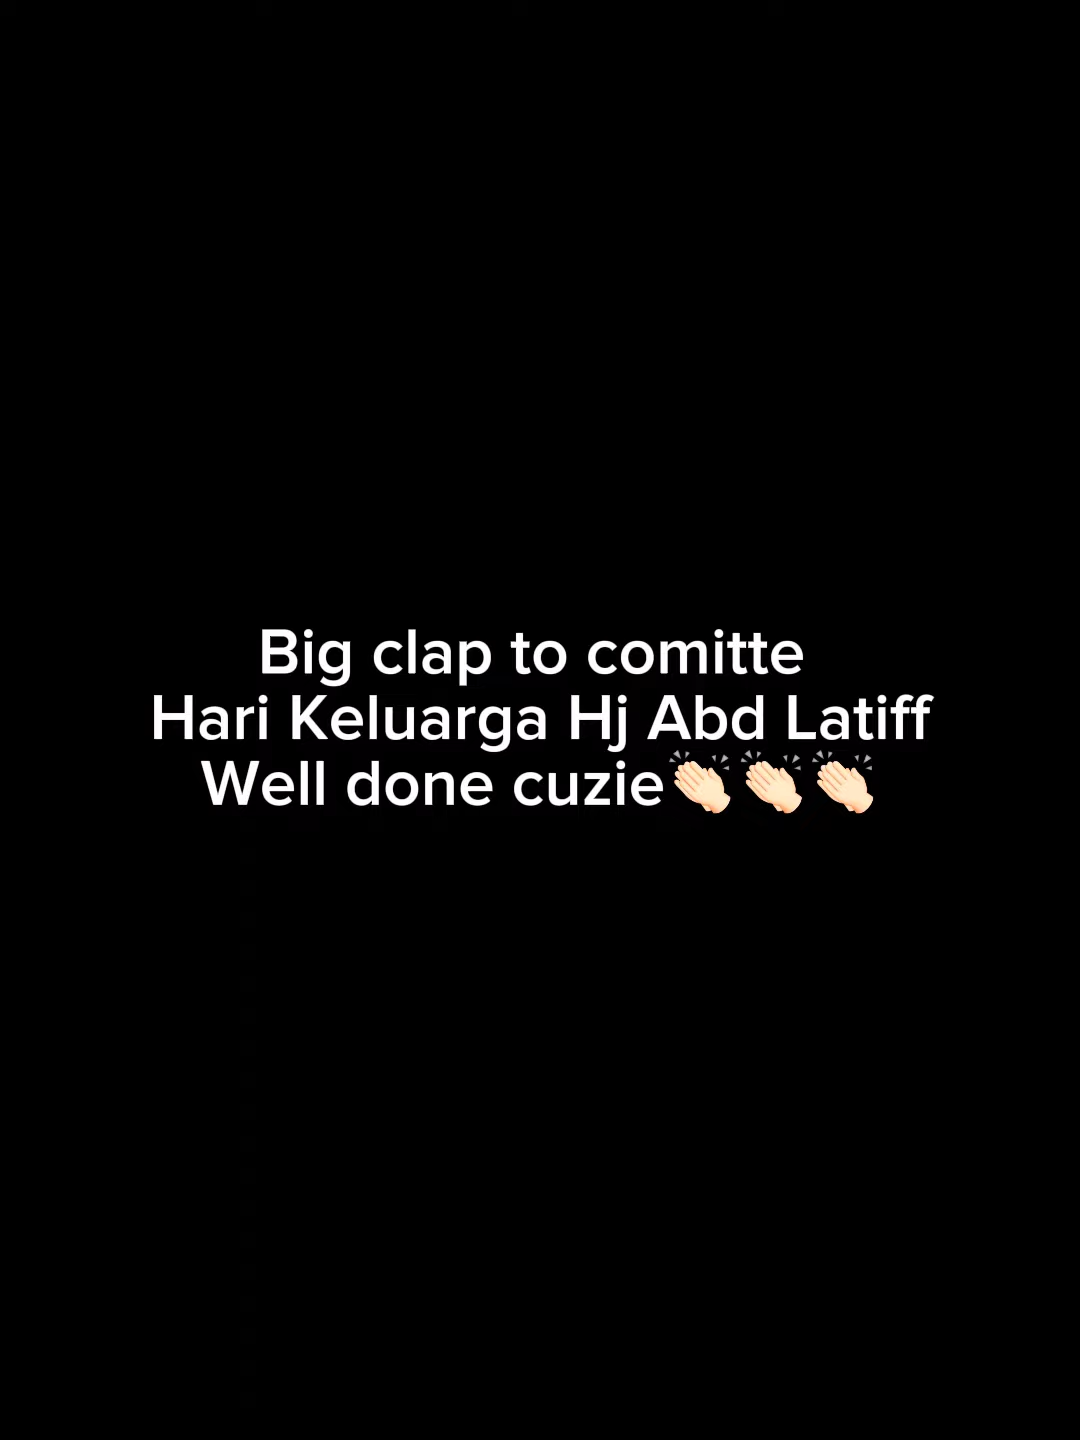 Big clap to comitte
Hari Keluarga Hj Abd Latiff
Well done cuzie👏🏻👏🏻👏🏻